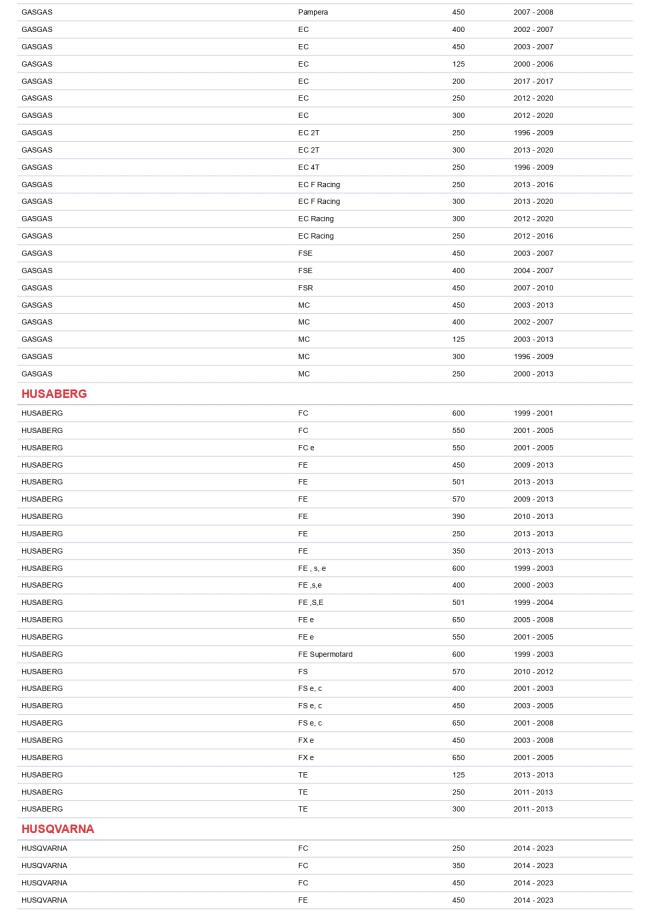 GASGAS Pampera 450 2007 - 2008
GASGAS EC 400 2002 - 2007
GASGAS EC 450 2003 - 2007
GASGAS EC 125 2000 - 2006
GASGAS EC 200 2017 - 2017
GASGAS EC 250 2012 - 2020
GASGAS EC 300 2012 - 2020
GASGAS EC 2T 250 1996 - 2009
GASGAS EC 2T 300 2013 - 2020
GASGAS EC 4T 250 1996 - 2009
GASGAS EC F Racing 250 2013 - 2016
GASGAS EC F Racing 300 2013 - 2020
GASGAS EC Racing 300 2012 - 2020
GASGAS EC Racing 250 2012 - 2016
GASGAS FSE 450 2003 - 2007
GASGAS FSE 400 2004 - 2007
GASGAS FSR 450 2007 - 2010
GASGAS MC 450 2003 - 2013
GASGAS MC 400 2002 - 2007
GASGAS MC 125 2003 - 2013
GASGAS MC 300 1996 - 2009
GASGAS MC 250 2000 - 2013
HUSABERG
HUSABERG FC 600 1999 - 2001
HUSABERG FC 550 2001 - 2005
HUSABERG FC e 550 2001 - 2005
HUSABERG FE 450 2009 - 2013
HUSABERG FE 501 2013 - 2013
HUSABERG FE 570 2009 - 2013
HUSABERG FE 390 2010 - 2013
HUSABERG FE 250 2013 - 2013
HUSABERG FE 350 2013 - 2013
HUSABERG FE , s, e 600 1999 - 2003
HUSABERG FE ,s,e 400 2000 - 2003
HUSABERG FE ,S,E 501 1999 - 2004
HUSABERG FE e 650 2005 - 2008
HUSABERG FE e 550 2001 - 2005
HUSABERG FE Supermotard 600 1999 - 2003
HUSABERG FS 570 2010 - 2012
HUSABERG FS e, c 400 2001 - 2003
HUSABERG FS e, c 450 2003 - 2005
HUSABERG FS e, c 650 2001 - 2008
HUSABERG FX e 450 2003 - 2008
HUSABERG FX e 650 2001 - 2005
HUSABERG TE 125 2013 - 2013
HUSABERG TE 250 2011 - 2013
HUSABERG TE 300 2011 - 2013
HUSQVARNA
HUSQVARNA FC 250 2014 - 2023
HUSQVARNA FC 350 2014 - 2023
HUSQVARNA FC 450 2014 - 2023
HUSQVARNA FE 450 2014 - 2023